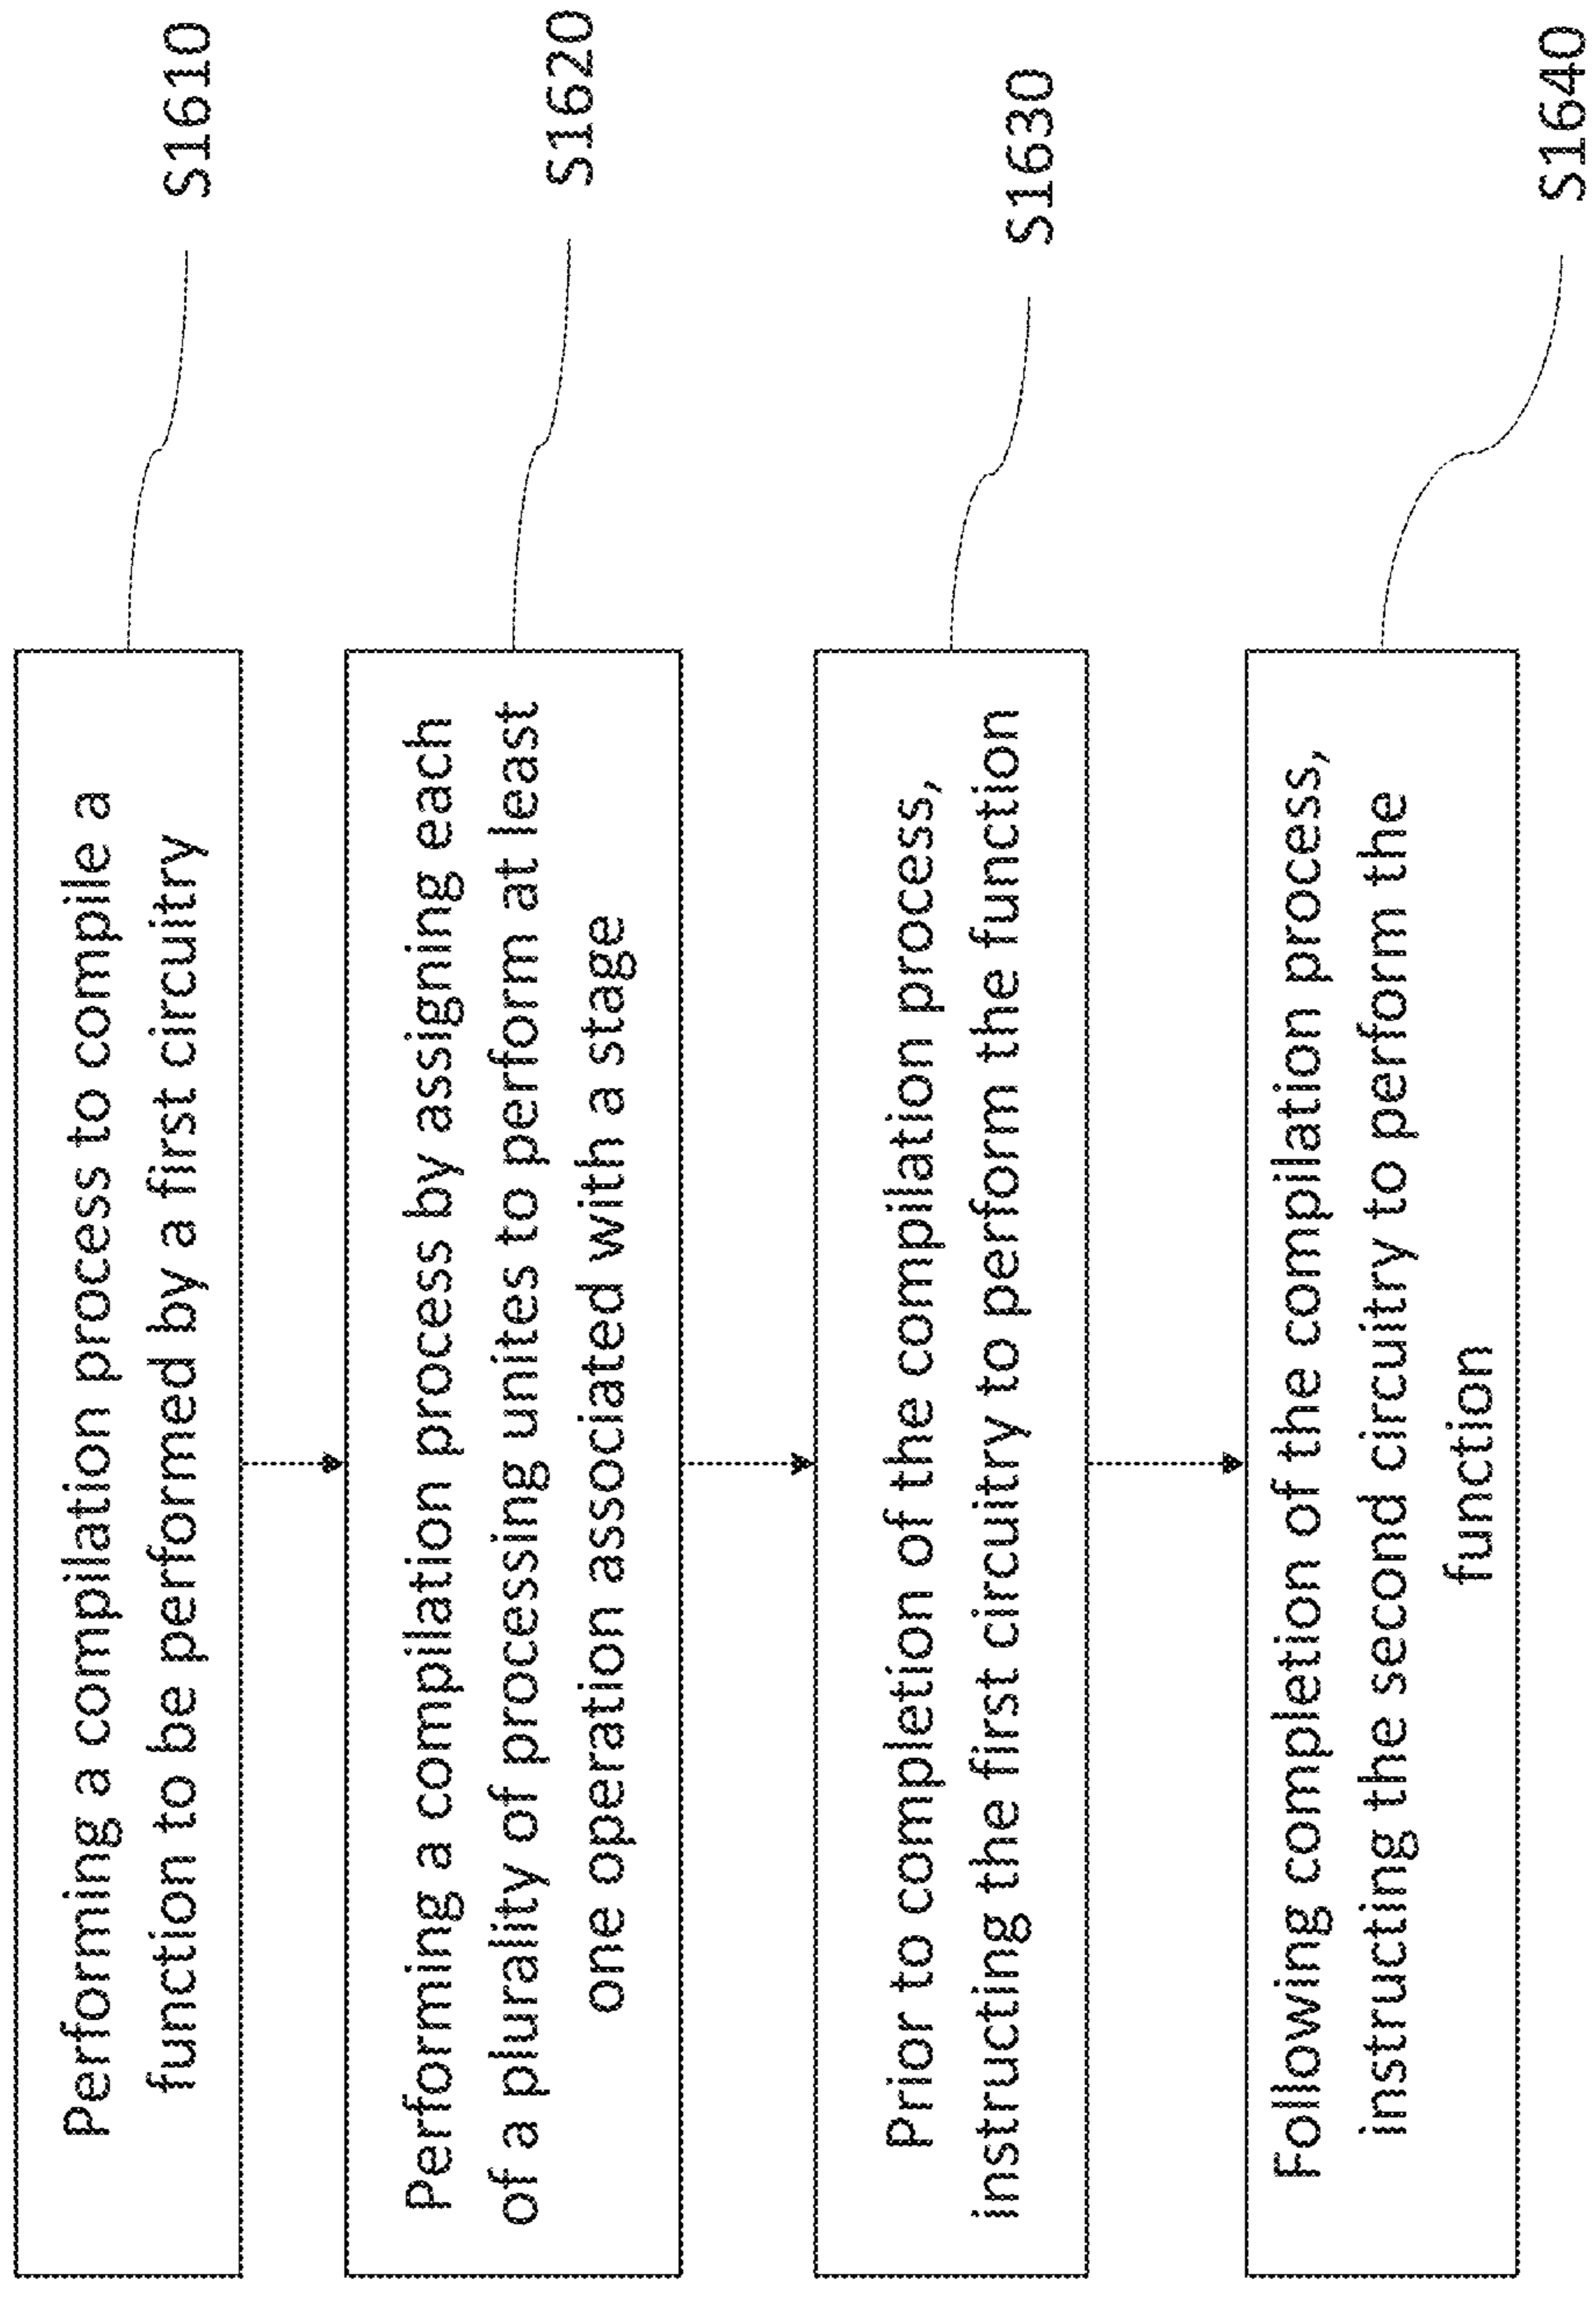 Performing a compilation process to compile a
function to be performed by a first circuitry
S1610
Performing a compilation process by assigning each
of a plurality of processing unites to perform at least
one operation associated with a stage
S1620
Prior to completion of the compilation process,
instructing the first circuitry to perform the function
S1630
Following completion of the compilation process,
instructing the second circuitry to perform the
function
S1640